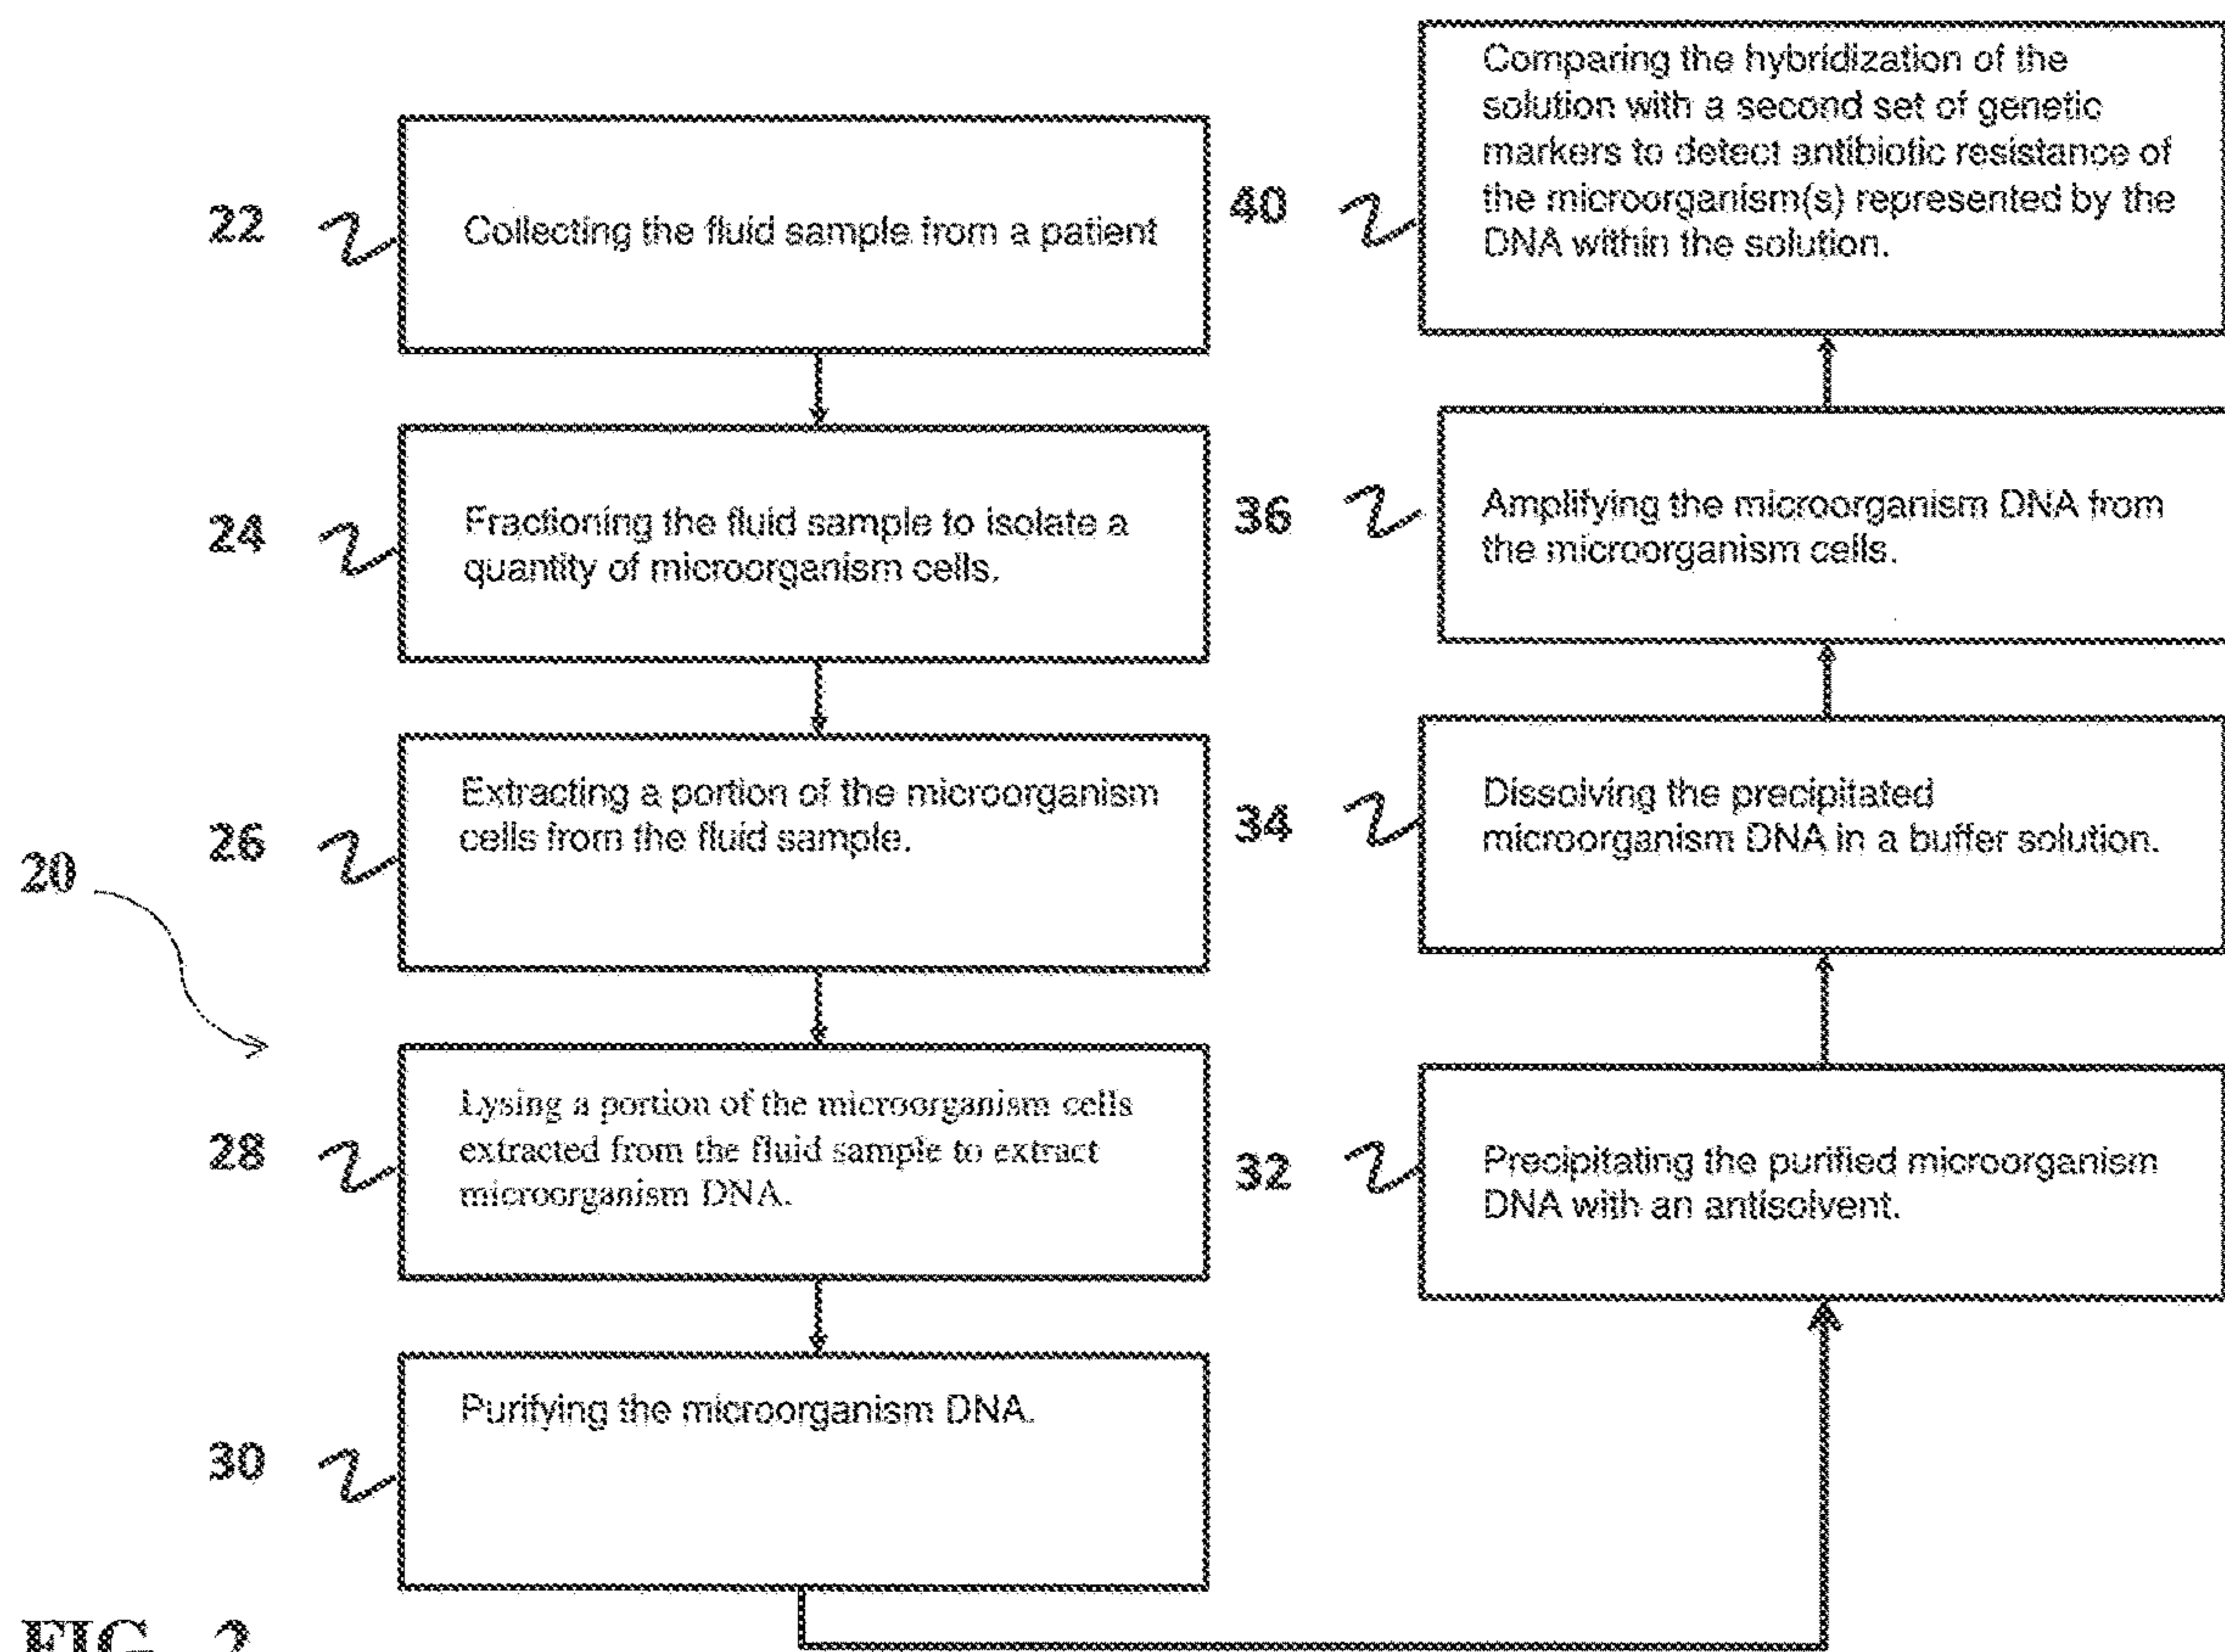 22
Collecting the fluid sample from a patient
24
Fractioning the fluid sample to isolate a
quantity of microorganism cells.
26
Extracting a portion of the microorganism
cells from the fluid sample.
20
28
Lysing a portion of the microorganism cells
extracted from the fluid sample to extract
microorganism DNA.
30
Purifying the microorganism DNA.
32
Precipitating the purified microorganism
DNA with an antisolvent.
34
Dissolving the precipitated
microorganism DNA in a buffer solution.
36
Amplifying the microorganism DNA from
the microorganism cells.
40
Comparing the hybridization of the
solution with a second set of genetic
markers to detect antibiotic resistance of
the microorganism(s) represented by the
DNA within the solution.
FIG. 2